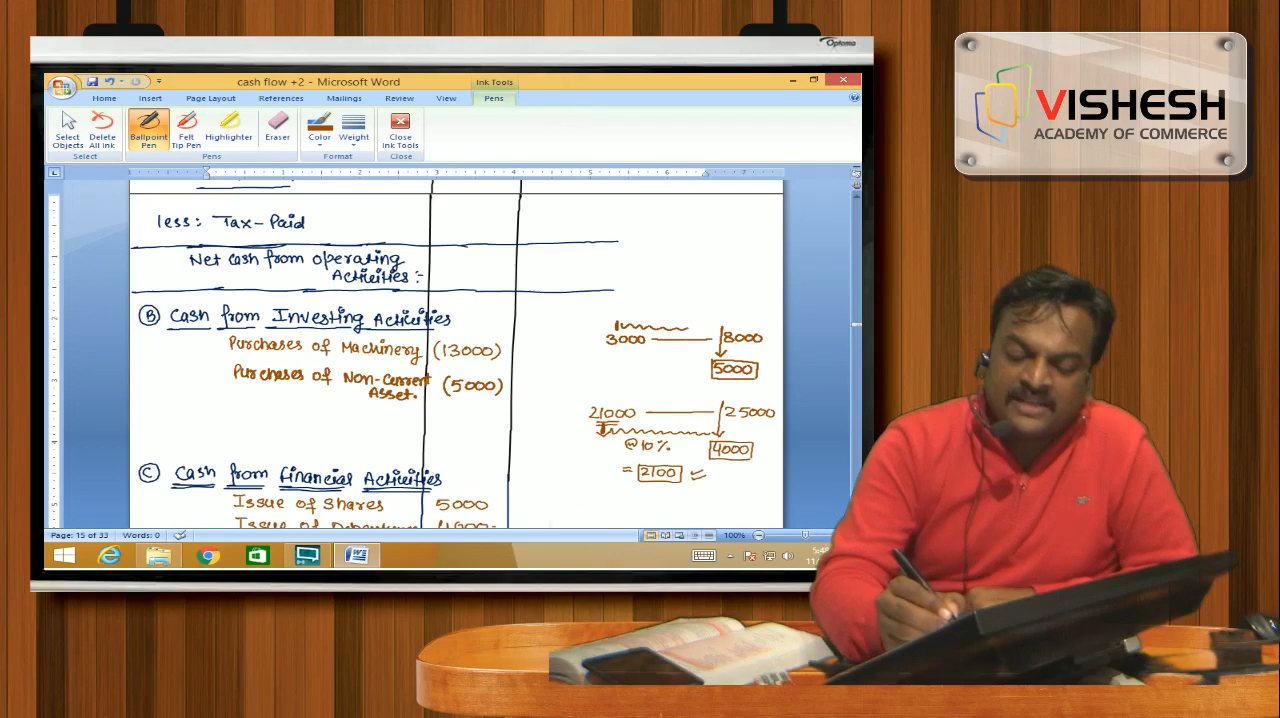 Optoma
VISHESH
ACADEMY OF COMMERCE
cash flow +2 - Microsoft Word
Ink Tools
Home Insert Page Layout References Mailings Review View Pens
Select Objects
Delete All Ink
Ballpoint Pen
Felt Tip Pen
Highlighter
Eraser
Color
Weight
Close Ink Tools
Select
Pens
Format
Close
less: Tax-Paid
Net cash from operating
Activities:-
B Cash from Investing Activities
Purchases of Machinery (13000)
Purchases of Non-Current (5000)
Asset.
3000 8000
5000
21000 25000
@10% 4000
= 2100
C Cash from Financial Activities
Issue of Shares 5000
Page: 15 of 33 Words: 0
100%